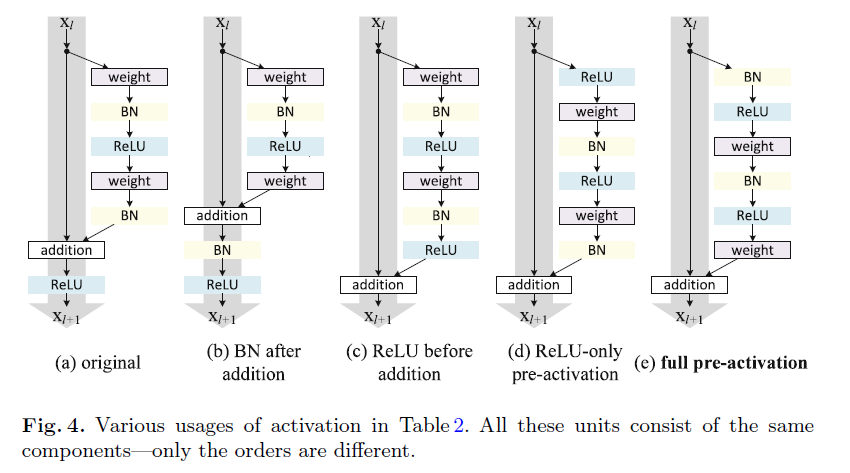 x_l
x_l
x_l
x_l
x_l
weight
BN
ReLU
weight
BN
addition
ReLU
x_{l+1}
weight
BN
ReLU
weight
addition
BN
ReLU
x_{l+1}
weight
BN
ReLU
weight
BN
ReLU
addition
x_{l+1}
ReLU
weight
BN
ReLU
weight
BN
addition
x_{l+1}
BN
ReLU
weight
BN
ReLU
weight
addition
x_{l+1}
(a) original
(b) BN after
addition
(c) ReLU before
addition
(d) ReLU-only
pre-activation
(e) full pre-activation
Fig. 4. Various usages of activation in Table 2. All these units consist of the same
components—only the orders are different.